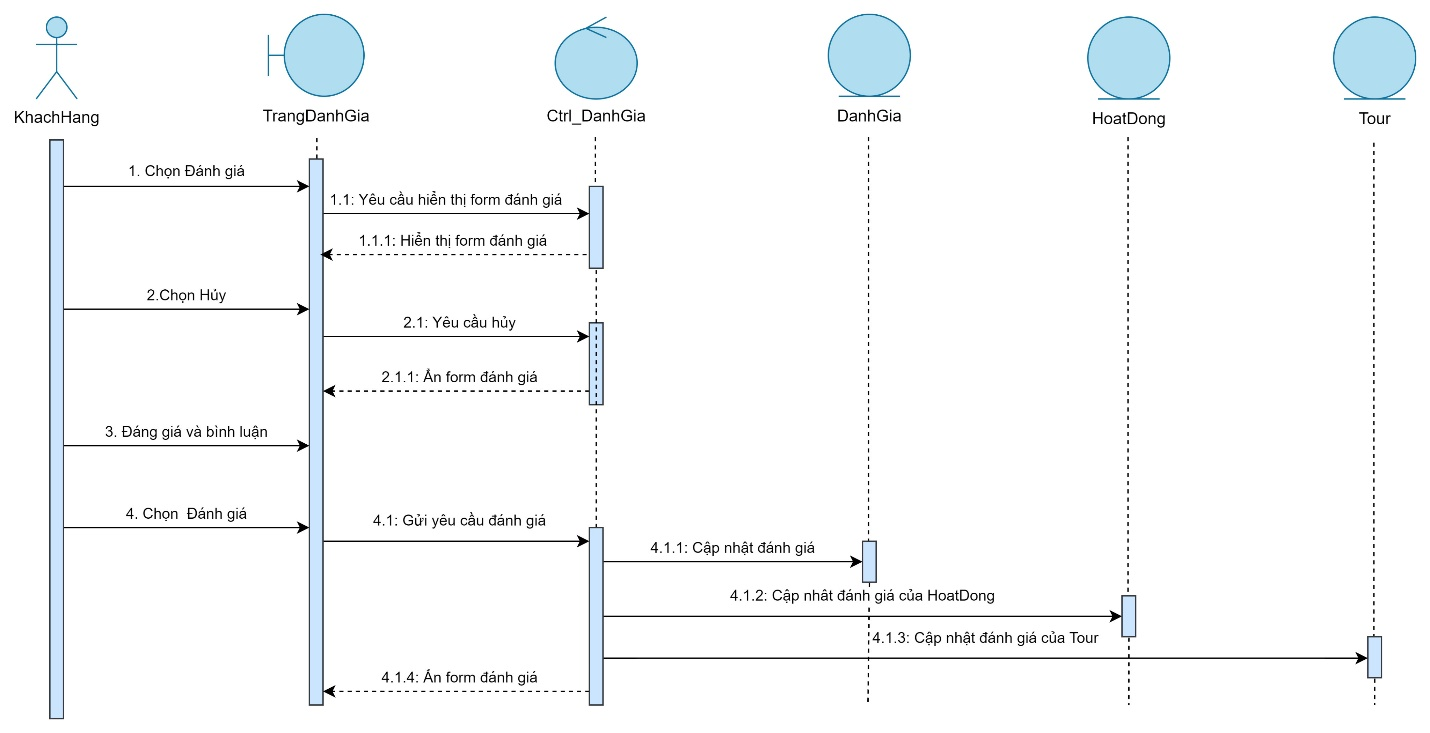 KhachHang
TrangDanhGia
Ctrl_DanhGia
DanhGia
HoatDong
Tour
1. Chọn Đánh giá
1.1: Yêu cầu hiển thị form đánh giá
1.1.1: Hiển thị form đánh giá
2.Chọn Hủy
2.1: Yêu cầu hủy
2.1.1: Ẩn form đánh giá
3. Đáng giá và bình luận
4. Chọn  Đánh giá
4.1: Gửi yêu cầu đánh giá
4.1.1: Cập nhật đánh giá
4.1.2: Cập nhât đánh giá của HoatDong
4.1.3: Cập nhật đánh giá của Tour
4.1.4: Ẩn form đánh giá